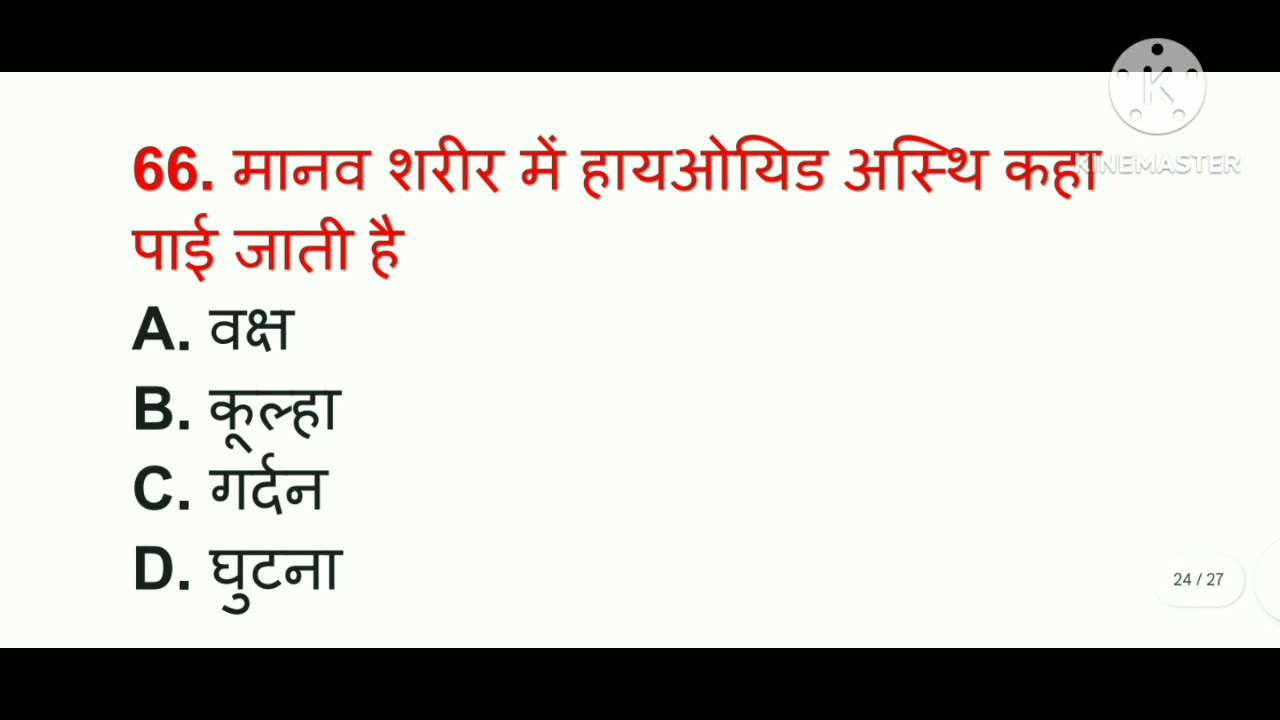 66. मानव शरीर में हायओयिड अस्थि कहा
पाई जाती है
A. वक्ष
B. कूल्हा
C. गर्दन
D. घुटना
24 / 27
K
KINEMASTER